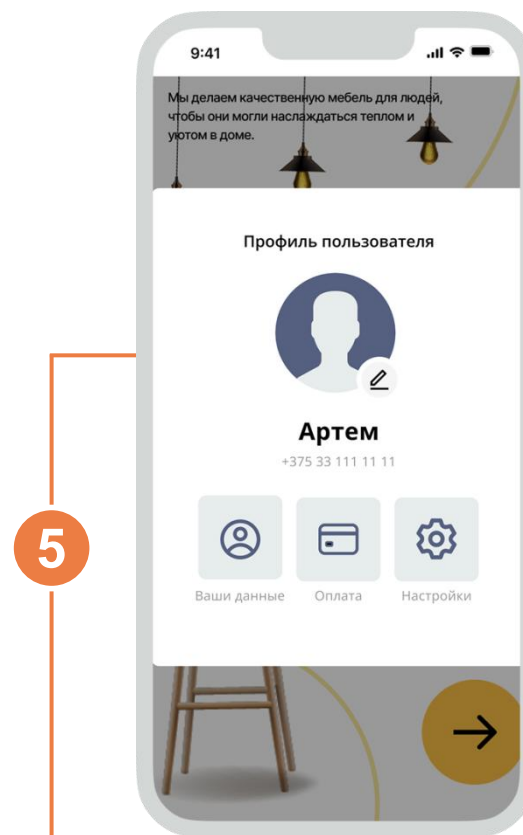 9:41
Мы делаем качественную мебель для людей,
чтобы они могли наслаждаться теплом и
уютом в доме.
Профиль пользователя
Артем
+375 33 111 11 11
Ваши данные
Оплата
Настройки
5